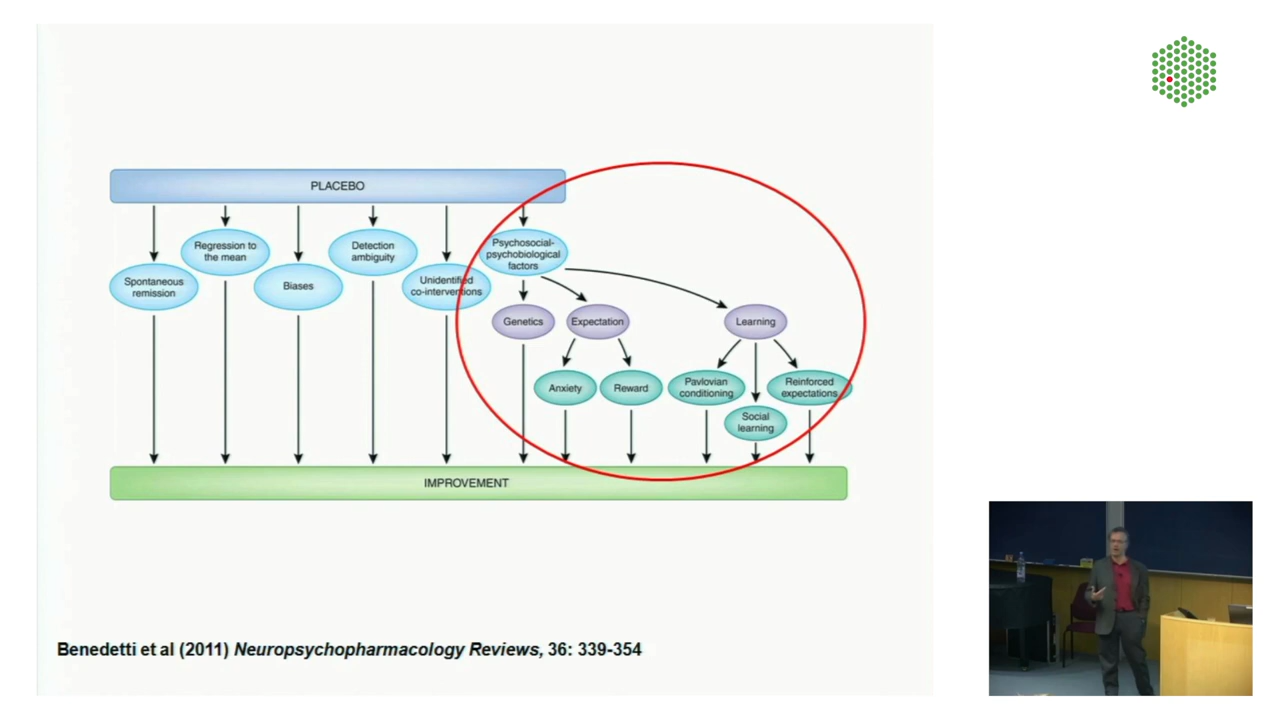 PLACEBO
Spontaneous
remission
Regression to
the mean
Biases
Detection
ambiguity
Unidentified
co-interventions
Psychosocial-
psychobiological
factors
Genetics
Expectation
Learning
Anxiety
Reward
Pavlovian
conditioning
Social
learning
Reinforced
expectations
IMPROVEMENT
Benedetti et al (2011) Neuropsychopharmacology Reviews, 36: 339-354